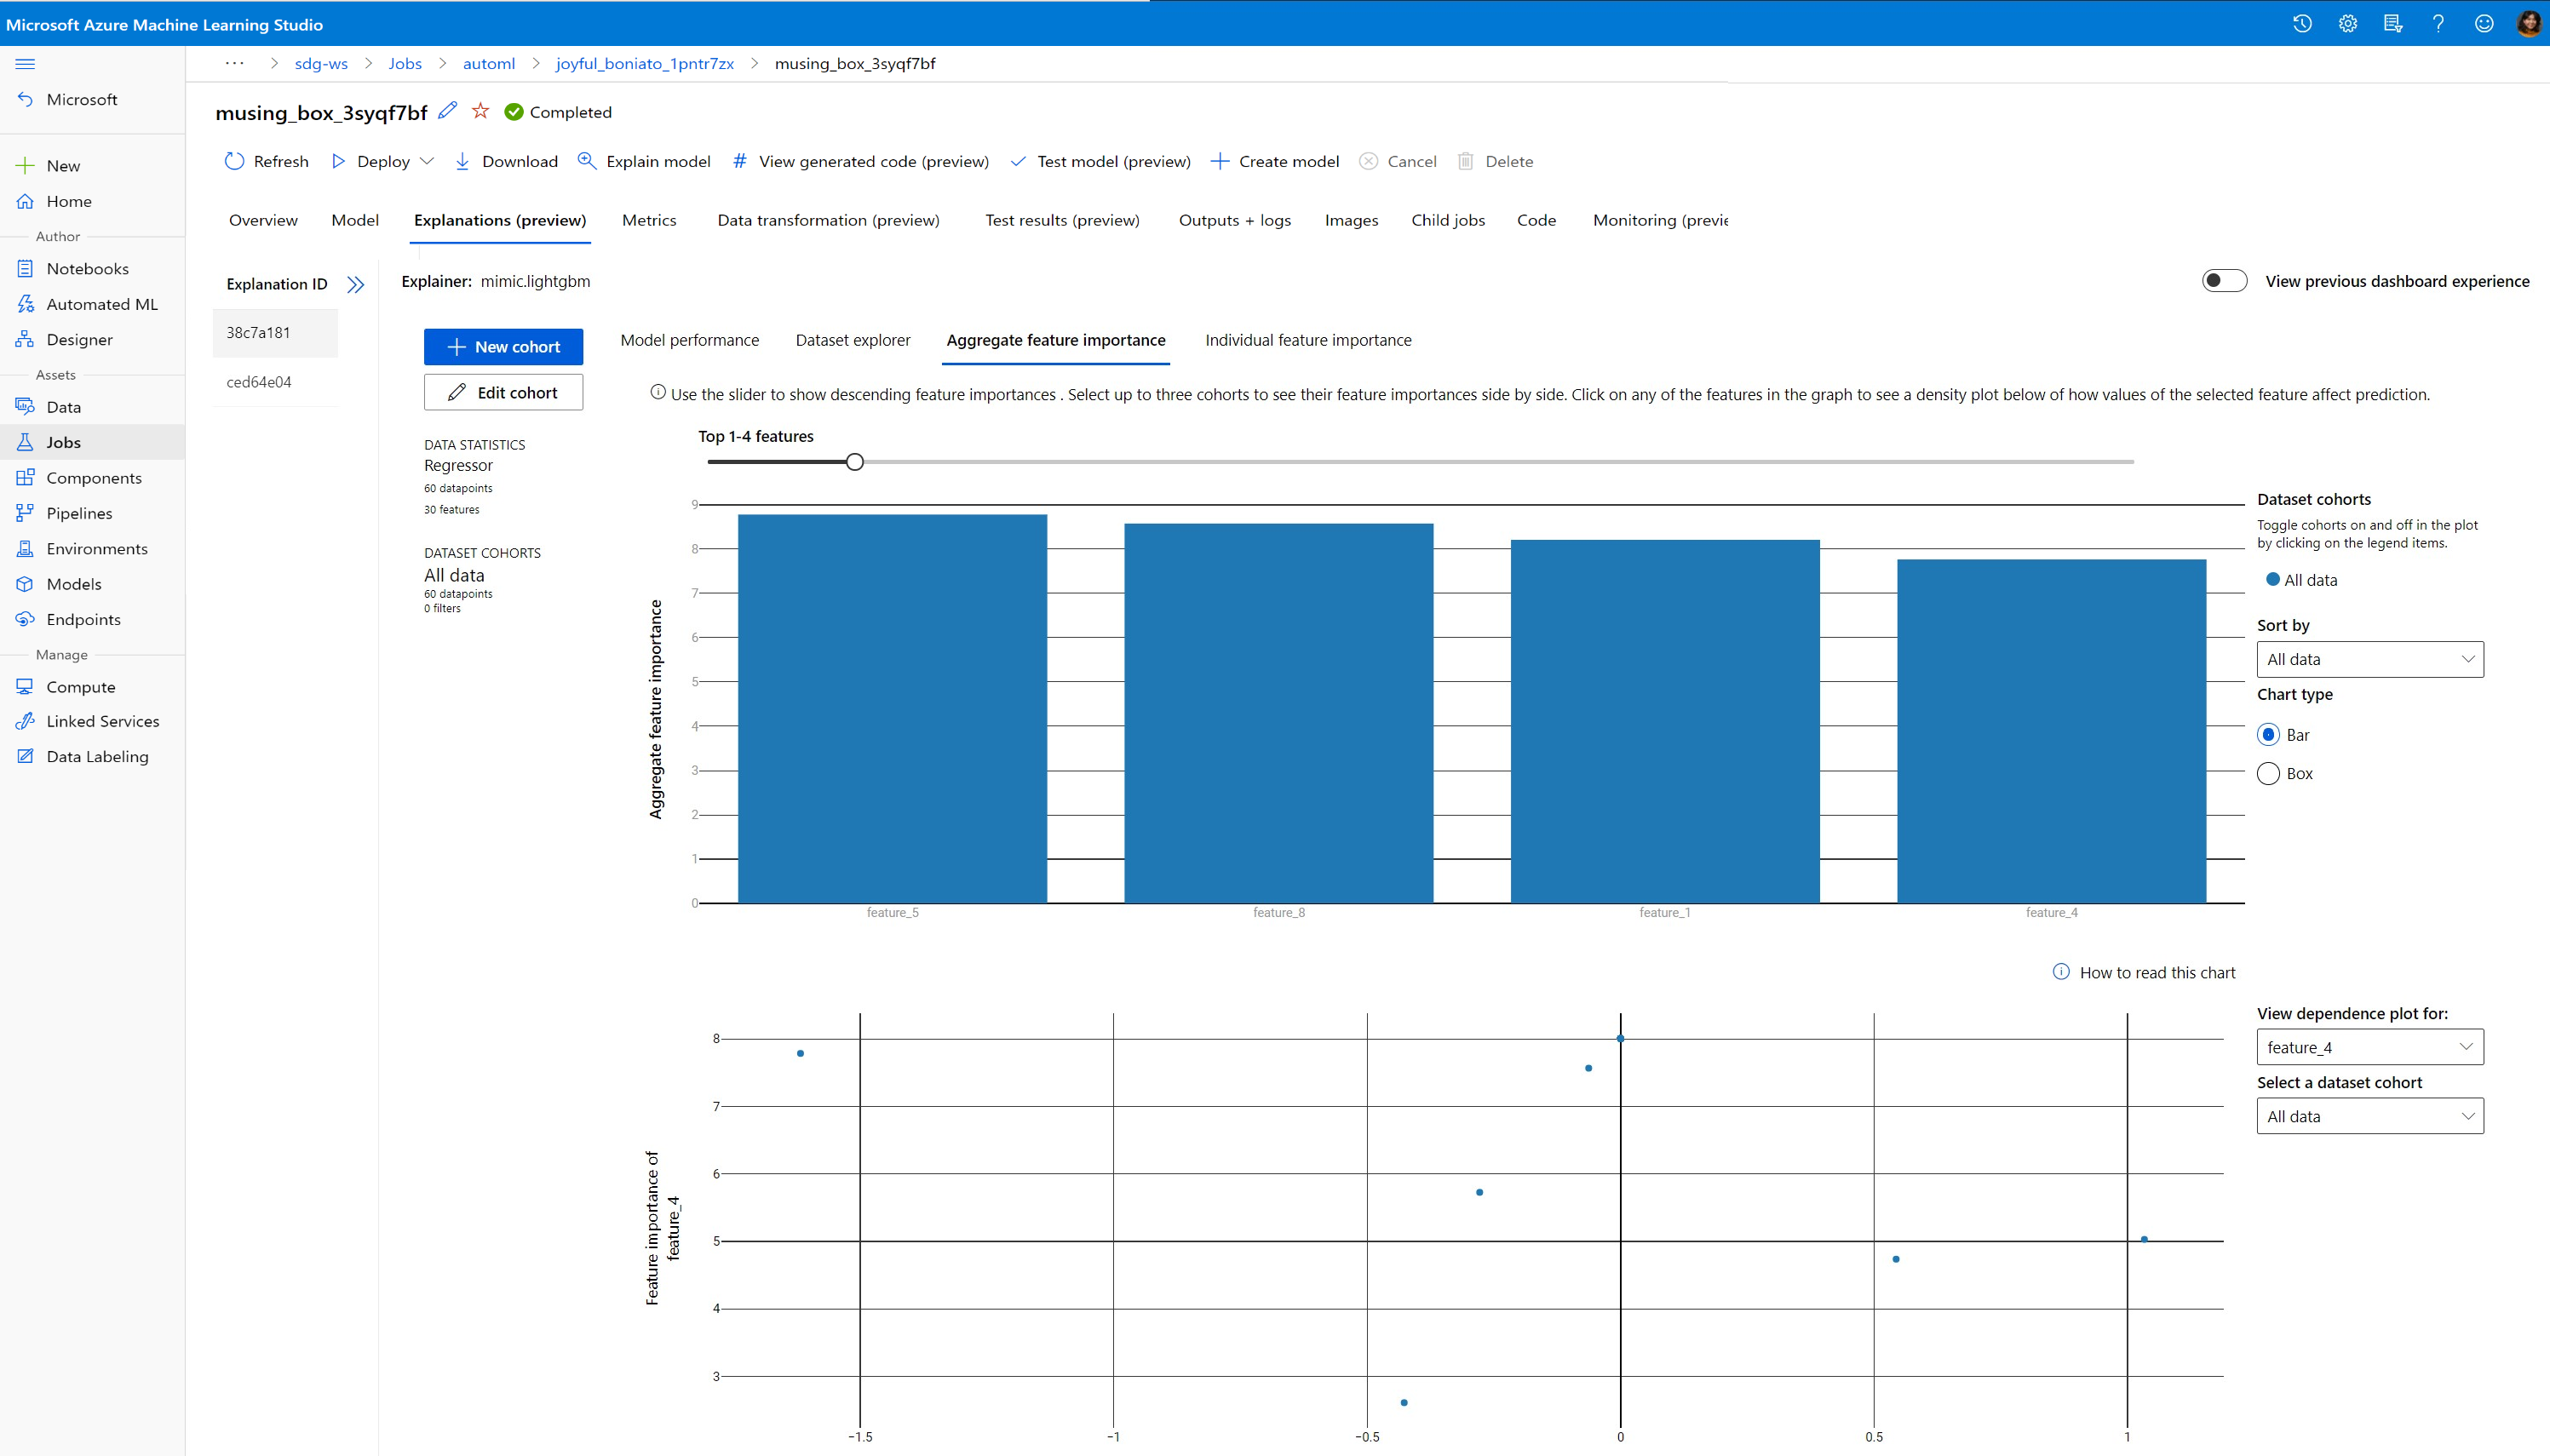 Microsoft Azure Machine Learning Studio
··· > sdg-ws > Jobs > automl > joyful_boniato_1pntr7zx > musing_box_3syqf7bf
Microsoft
New
Home
Author
Notebooks
Automated ML
Designer
Assets
Data
Jobs
Components
Pipelines
Environments
Models
Endpoints
Manage
Compute
Linked Services
Data Labeling
musing_box_3syqf7bf Completed
Refresh Deploy Download Explain model # View generated code (preview) Test model (preview) Create model Cancel Delete
Overview Model Explanations (preview) Metrics Data transformation (preview) Test results (preview) Outputs + logs Images Child jobs Code Monitoring (previe
Explanation ID
38c7a181
ced64e04
Explainer: mimic.lightgbm
View previous dashboard experience
New cohort
Edit cohort
DATA STATISTICS
Regressor
60 datapoints
30 features
DATASET COHORTS
All data
60 datapoints
0 filters
Model performance Dataset explorer Aggregate feature importance Individual feature importance
Use the slider to show descending feature importances . Select up to three cohorts to see their feature importances side by side. Click on any of the features in the graph to see a density plot below of how values of the selected feature affect prediction.
Top 1-4 features
Aggregate feature importance
9
8
7
6
5
4
3
2
1
0
feature_5 feature_8 feature_1 feature_4
Dataset cohorts
Toggle cohorts on and off in the plot
by clicking on the legend items.
All data
Sort by
All data
Chart type
Bar
Box
How to read this chart
Feature importance of
feature_4
8
7
6
5
4
3
−1.5 −1 −0.5 0 0.5 1
View dependence plot for:
feature_4
Select a dataset cohort
All data